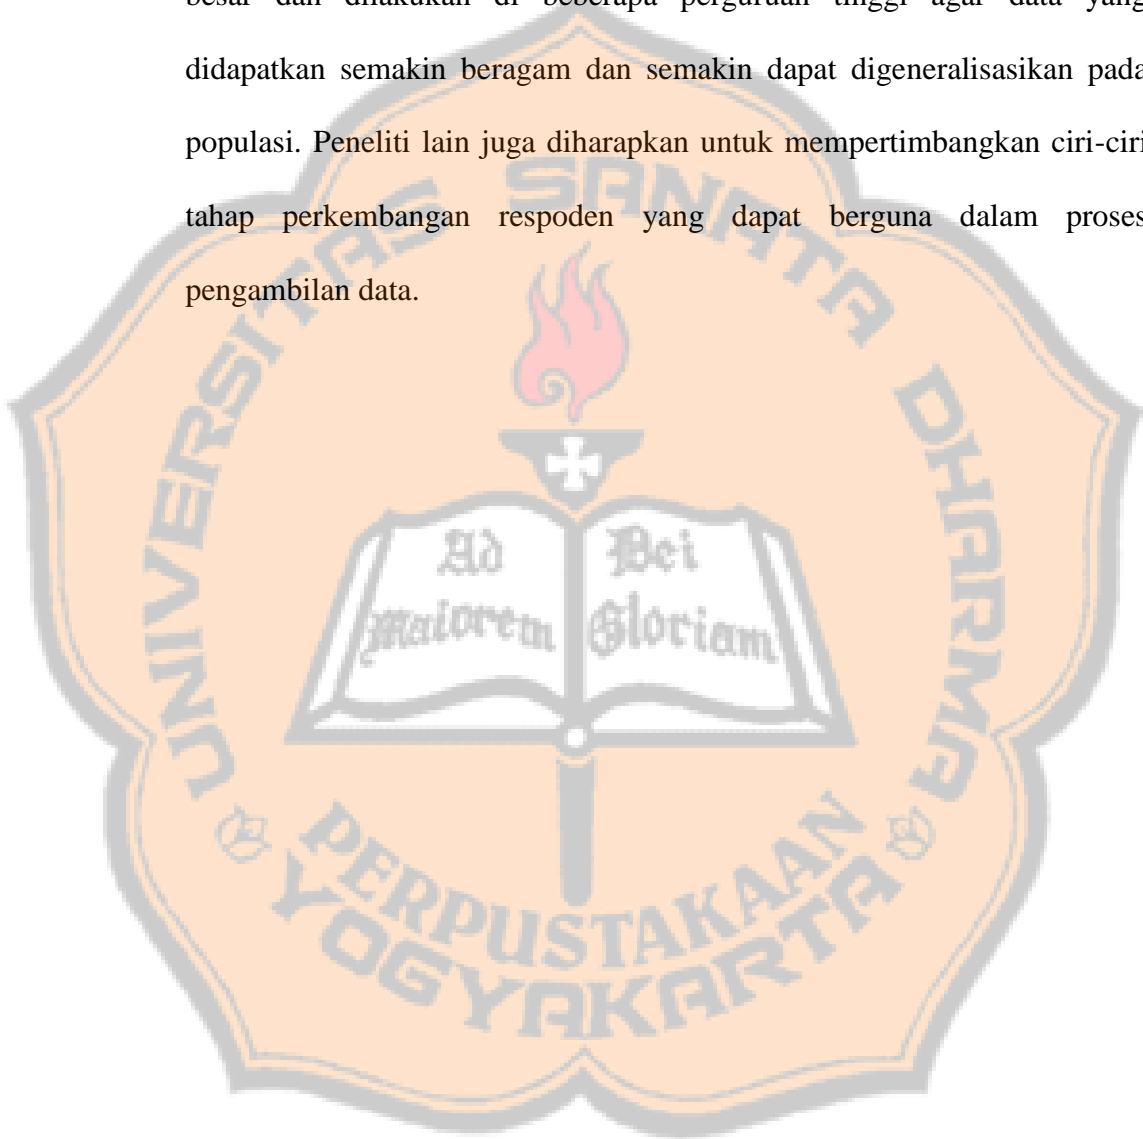 besar dan dilakukan di beberapa perguruan tinggi agar data yang
didapatkan semakin beragam dan semakin dapat digeneralisasikan pada
populasi. Peneliti lain juga diharapkan untuk mempertimbangkan ciri-ciri
tahap perkembangan respoden yang dapat berguna dalam proses
pengambilan data.
UNIVERSITAS SANATA DHARMA
Ad Dei
Maiorem Gloriam
PERPUSTAKAAN
YOGYAKARTA